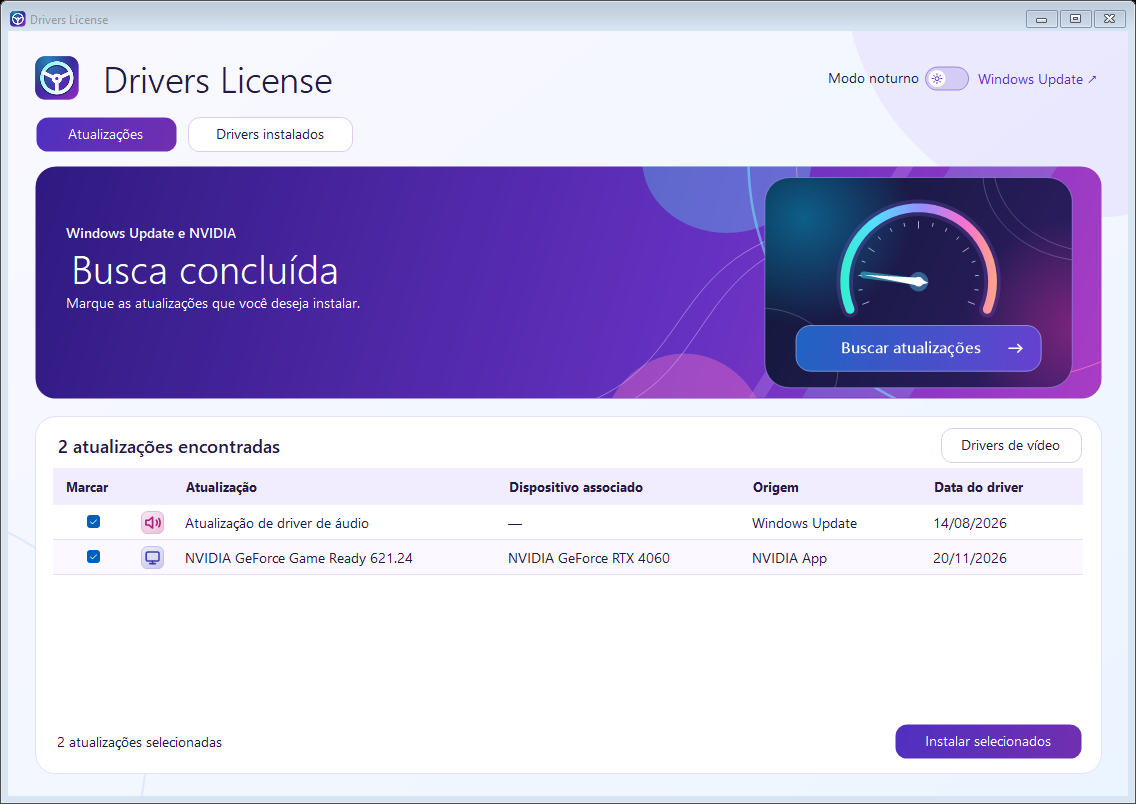 Drivers License
Drivers License
Modo noturno
Windows Update ↗
Atualizações
Drivers instalados
Windows Update e NVIDIA
Busca concluída
Marque as atualizações que você deseja instalar.
Buscar atualizações →
2 atualizações encontradas
Drivers de vídeo
Marcar Atualização Dispositivo associado Origem Data do driver
Atualização de driver de áudio — Windows Update 14/08/2026
NVIDIA GeForce Game Ready 621.24 NVIDIA GeForce RTX 4060 NVIDIA App 20/11/2026
2 atualizações selecionadas
Instalar selecionados